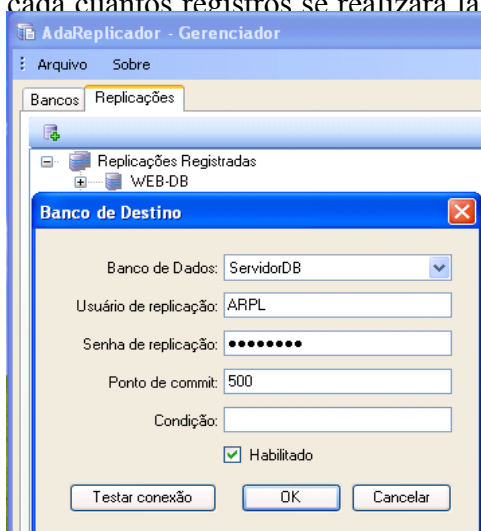 cada cuantos registros se realizará la
AdaReplicador - Gerenciador
Arquivo Sobre
Bancos Replicações
Replicações Registradas
WEB-DB
Banco de Destino
Banco de Dados: ServidorDB
Usuário de replicação: ARPL
Senha de replicação: ●●●●●●●●
Ponto de commit: 500
Condição:
Habilitado
Testar conexão OK Cancelar